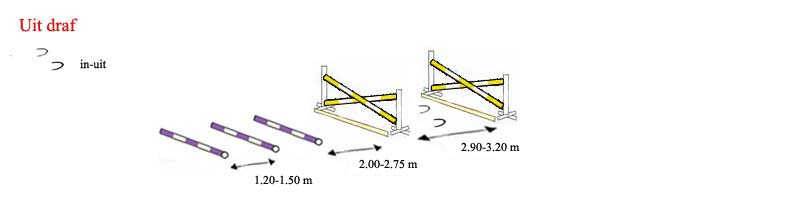 Uit draf
in-uit
2.90-3.20 m
2.00-2.75 m
1.20-1.50 m